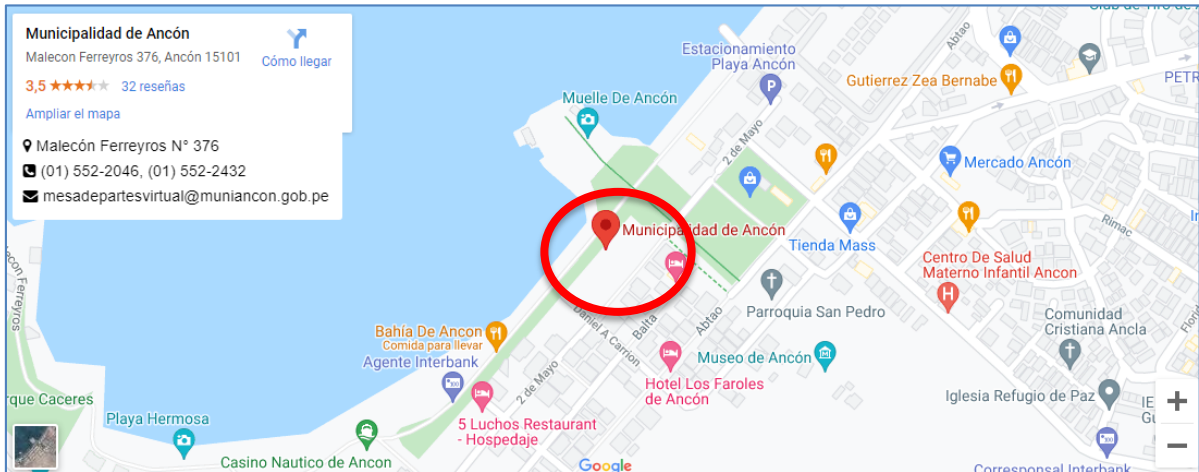 Municipalidad de Ancón
Malecon Ferreyros 376, Ancón 15101
Cómo llegar
3,5
32 reseñas
Ampliar el mapa
Malecón Ferreyros N° 376
(01) 552-2046, (01) 552-2432
mesadepartesvirtual@muniancon.gob.pe
Abtao
Estacionamiento
Playa Ancón
P
Gutierrez Zea Bernabe
PETR
Muelle De Ancón
2 de Mayo
Mercado Ancón
Municipalidad de Ancón
Tienda Mass
Rimac
Centro De Salud
Materno Infantil Ancon
H
con Ferreyros
Parroquia San Pedro
Comunidad
Cristiana Ancla
Daniel A Carrion
Balta
Abtao
Bahía De Ancon
Comida para llevar
Agente Interbank
Museo de Ancón
2 de Mayo
Hotel Los Faroles
de Ancón
rque Caceres
Iglesia Refugio de Paz
IE
Playa Hermosa
5 Luchos Restaurant
- Hospedaje
Casino Nautico de Ancon
Google
Corresponsal Interbank
+
−